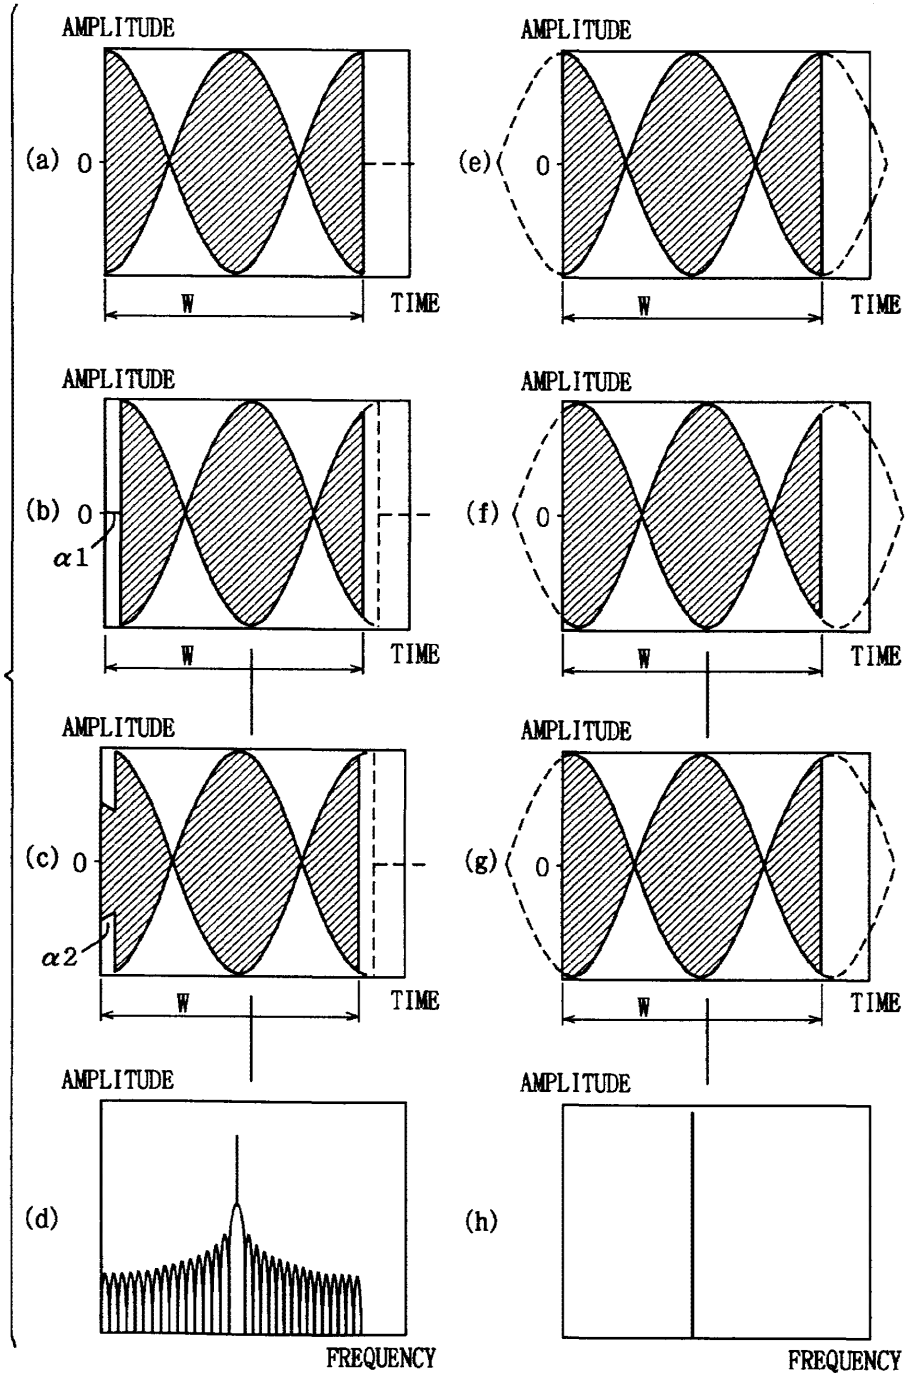 AMPLITUDE
(a) 0
W
TIME
AMPLITUDE
(b) 0
α1
W
TIME
AMPLITUDE
(c) 0
α2
W
TIME
AMPLITUDE
(d)
FREQUENCY
AMPLITUDE
(e) 0
W
TIME
AMPLITUDE
(f) 0
W
TIME
AMPLITUDE
(g) 0
W
TIME
AMPLITUDE
(h)
FREQUENCY